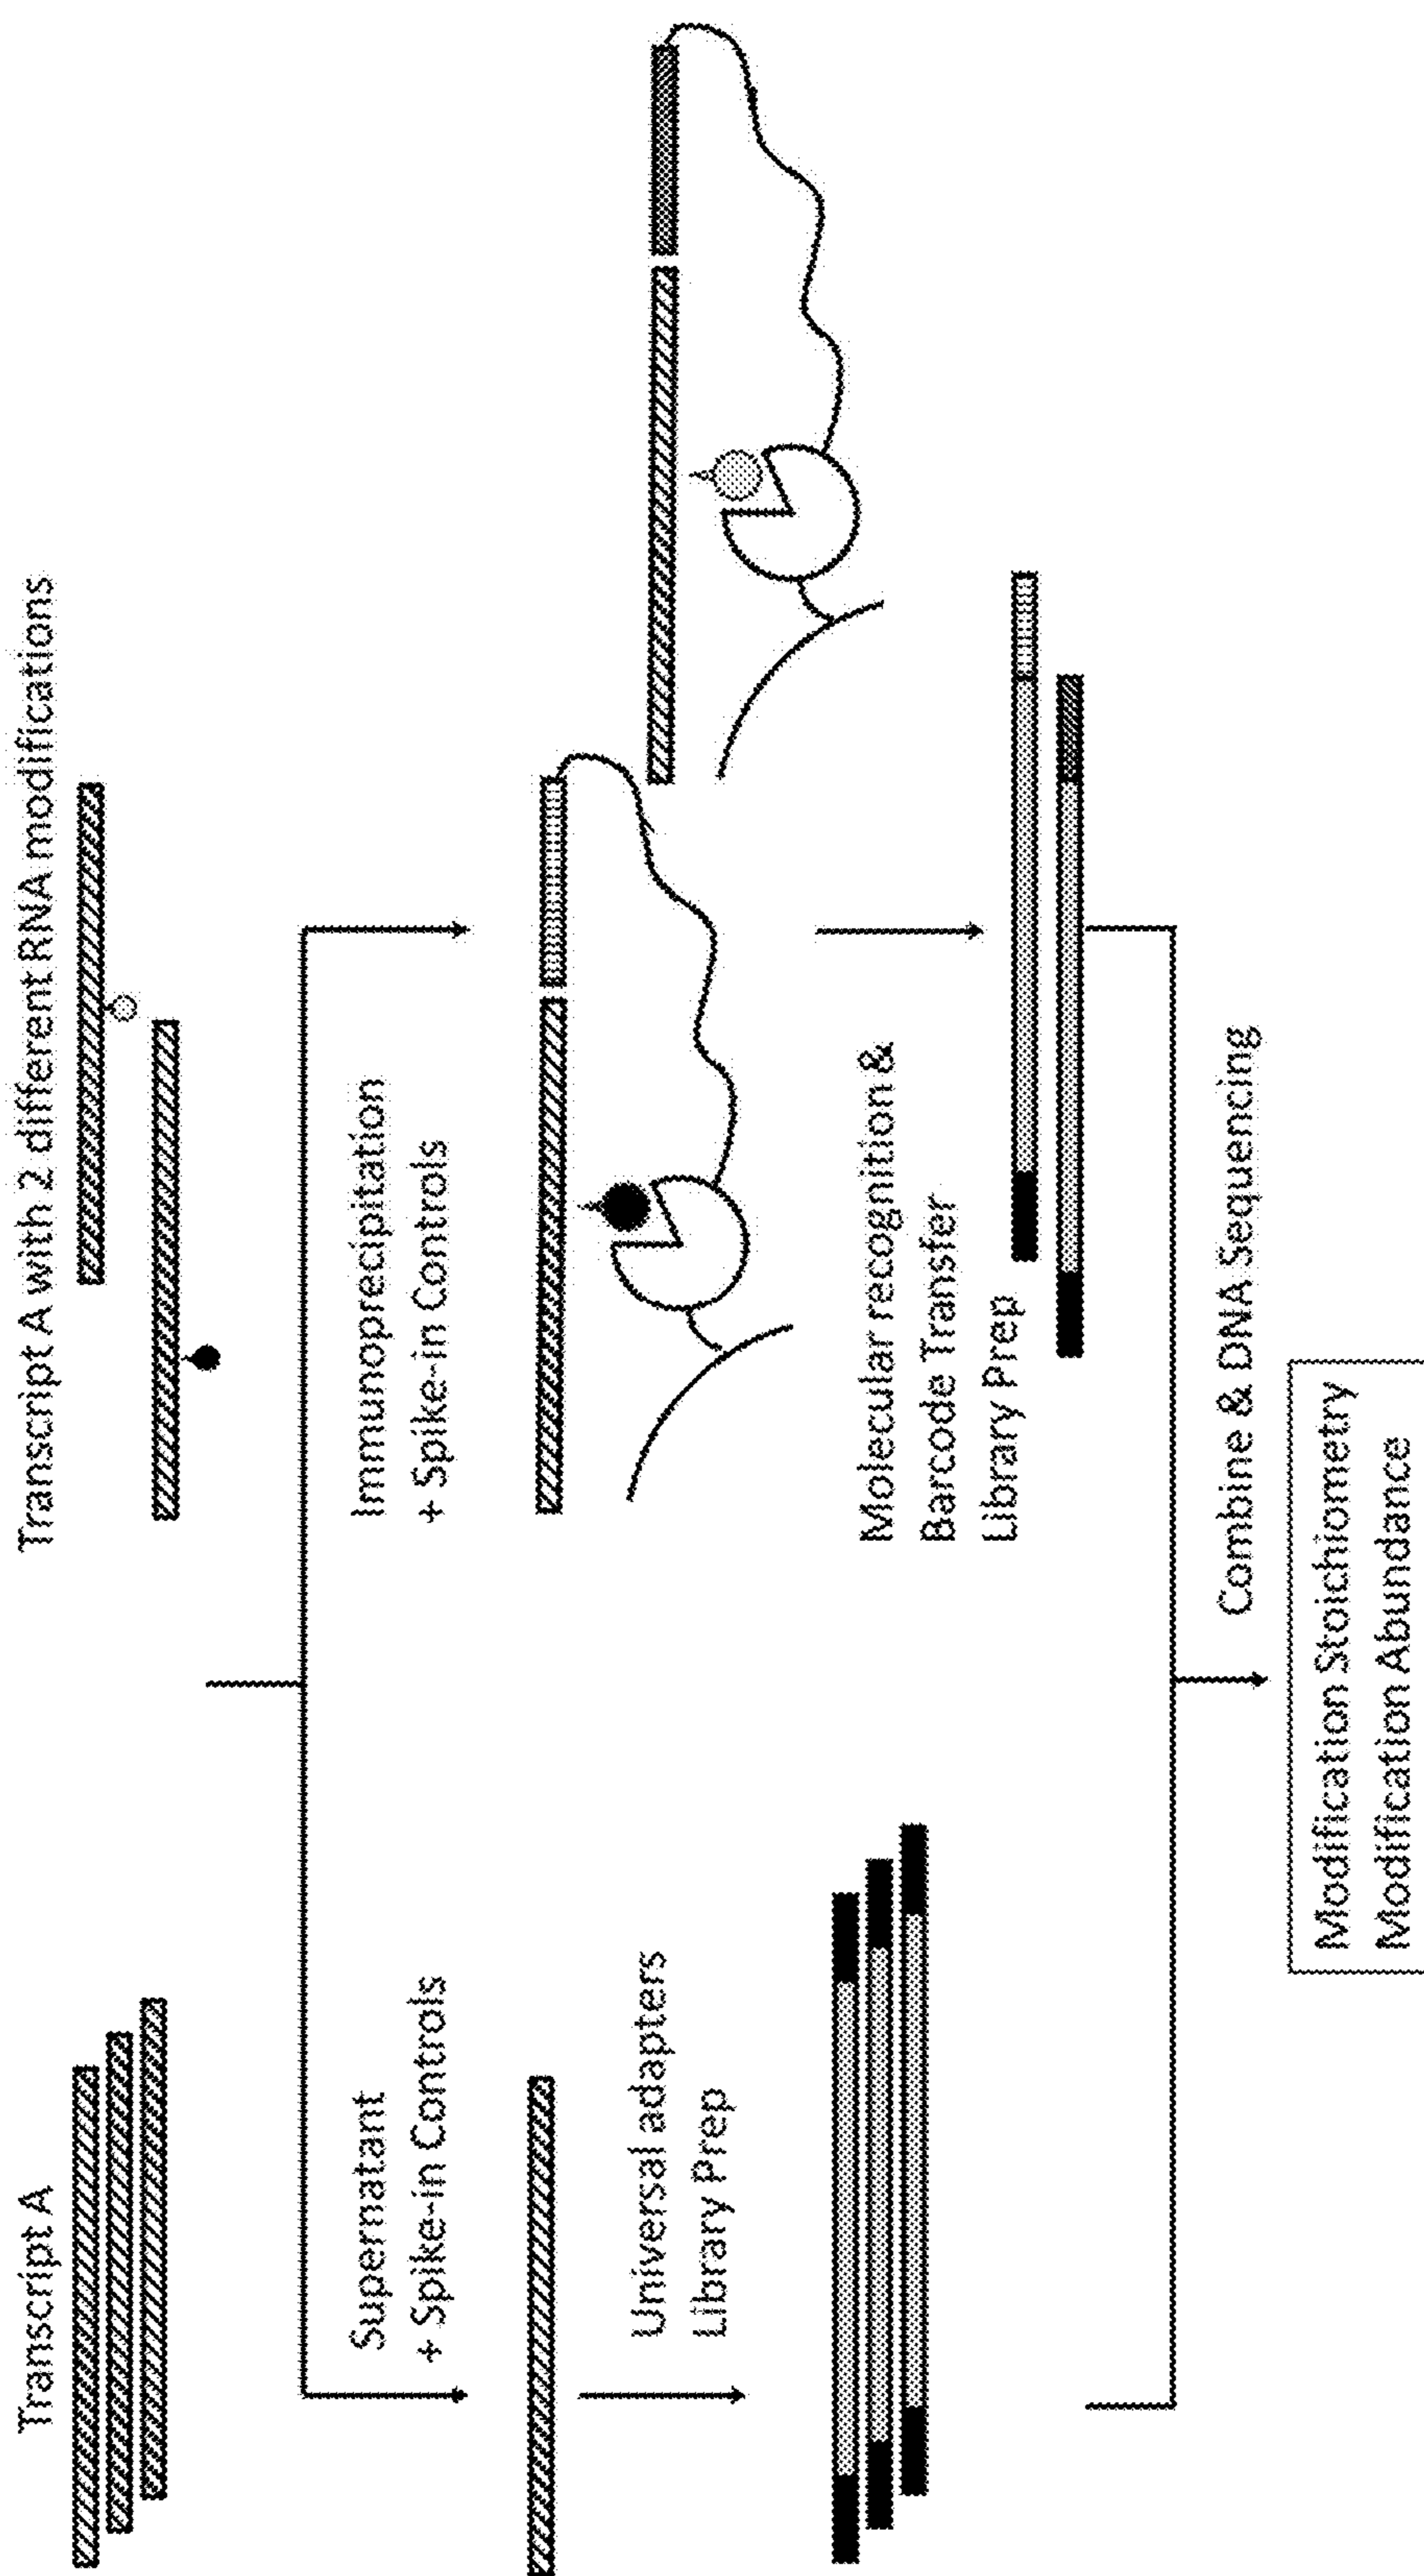 Transcript A
Transcript A with 2 different RNA modifications
Supernatant
+ Spike-in Controls
Immunoprecipitation
+ Spike-in Controls
Universal adapters
Library Prep
Molecular recognition &
Barcode Transfer
Library Prep
Combine & DNA Sequencing
Modification Stoichiometry
Modification Abundance